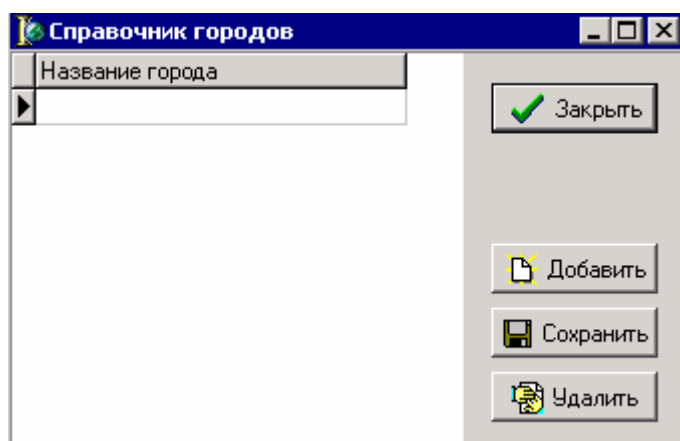 Справочник городов
Название города
Закрыть
Добавить
Сохранить
Удалить